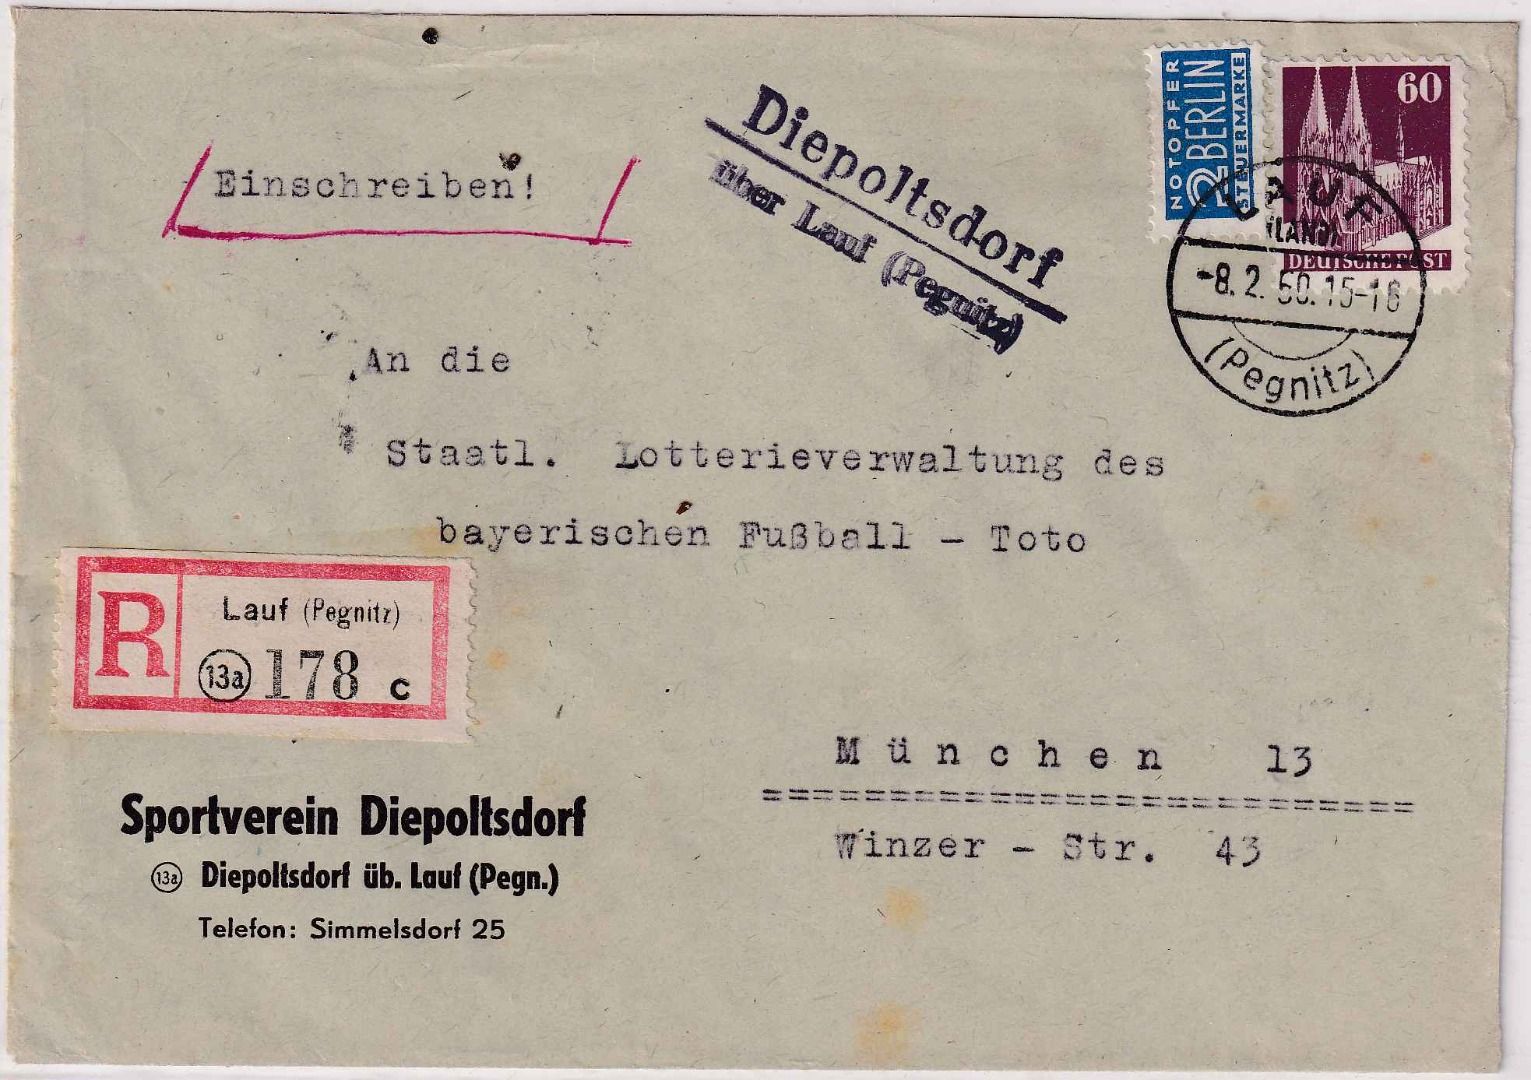 Einschreiben!
Diepoltsdorf
über Lauf (Pegnitz)
NOTOPFER
2 BERLIN
STEUERMARKE
60
DEUTSCHE POST
LAUF
(LAND)
-8. 2. 50. 15-16
(Pegnitz)
An die
Staatl. Lotterieverwaltung des
bayerischen Fußball - Toto
R
Lauf (Pegnitz)
13a 178 c
München 13
==========================
Winzer - Str. 43
Sportverein Diepoltsdorf
13a Diepoltsdorf üb. Lauf (Pegn.)
Telefon: Simmelsdorf 25